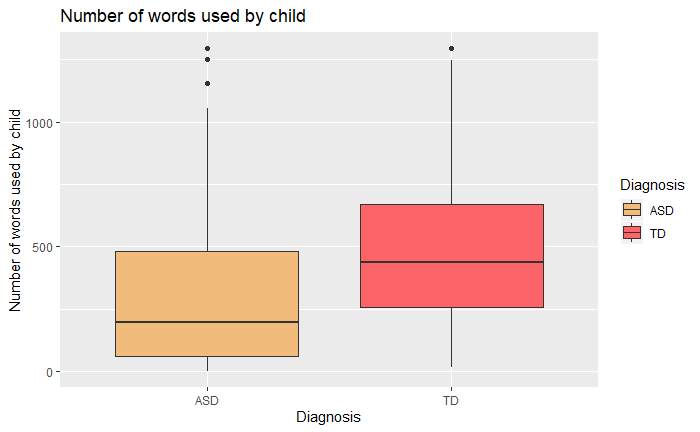 Number of words used by child
Number of words used by child
1000
500
0
ASD
TD
Diagnosis
Diagnosis
ASD
TD